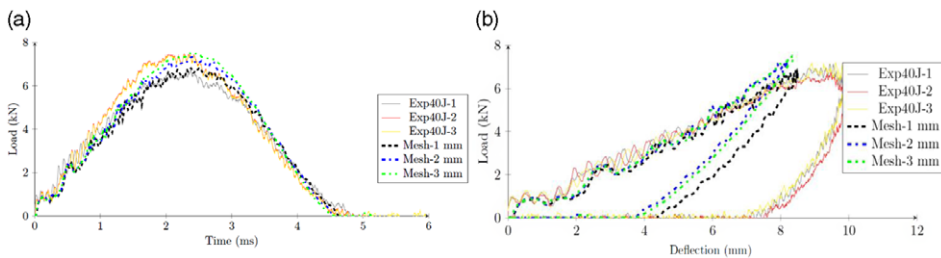 (a)
8
6
4
2
0
Load (kN)
0 1 2 3 4 5 6
Time (ms)
Exp40J-1
Exp40J-2
Exp40J-3
Mesh-1 mm
Mesh-2 mm
Mesh-3 mm
(b)
8
6
4
2
0
Load (kN)
0 2 4 6 8 10 12
Deflection (mm)
Exp40J-1
Exp40J-2
Exp40J-3
Mesh-1 mm
Mesh-2 mm
Mesh-3 mm